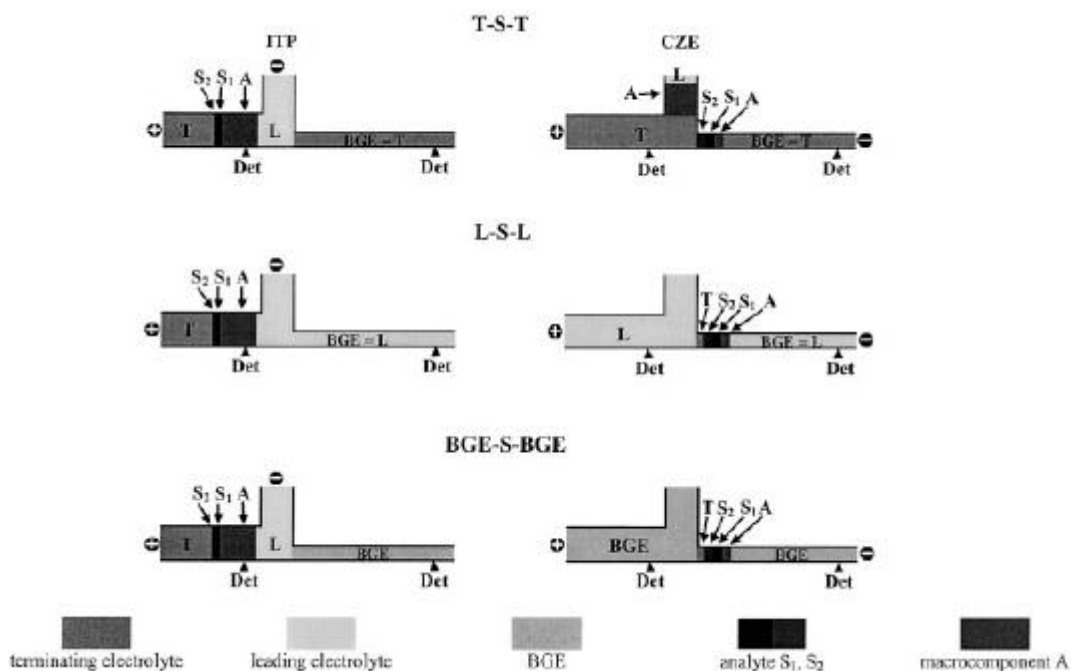 T-S-T
ITP
CZE
⊖
L
S₂ S₁ A
A
S₂ S₁ A
⊕ T L BGE = T
⊕ T BGE = T ⊖
Det Det
Det Det
L-S-L
⊖
S₂ S₁ A
T S₂ S₁ A
⊕ T L BGE = L
⊕ L BGE = L ⊖
Det Det
Det Det
BGE-S-BGE
⊖
S₂ S₁ A
T S₂ S₁ A
⊕ T L BGE
⊕ BGE BGE ⊖
Det Det
Det Det
terminating electrolyte
leading electrolyte
BGE
analyte S₁, S₂
macrocomponent A